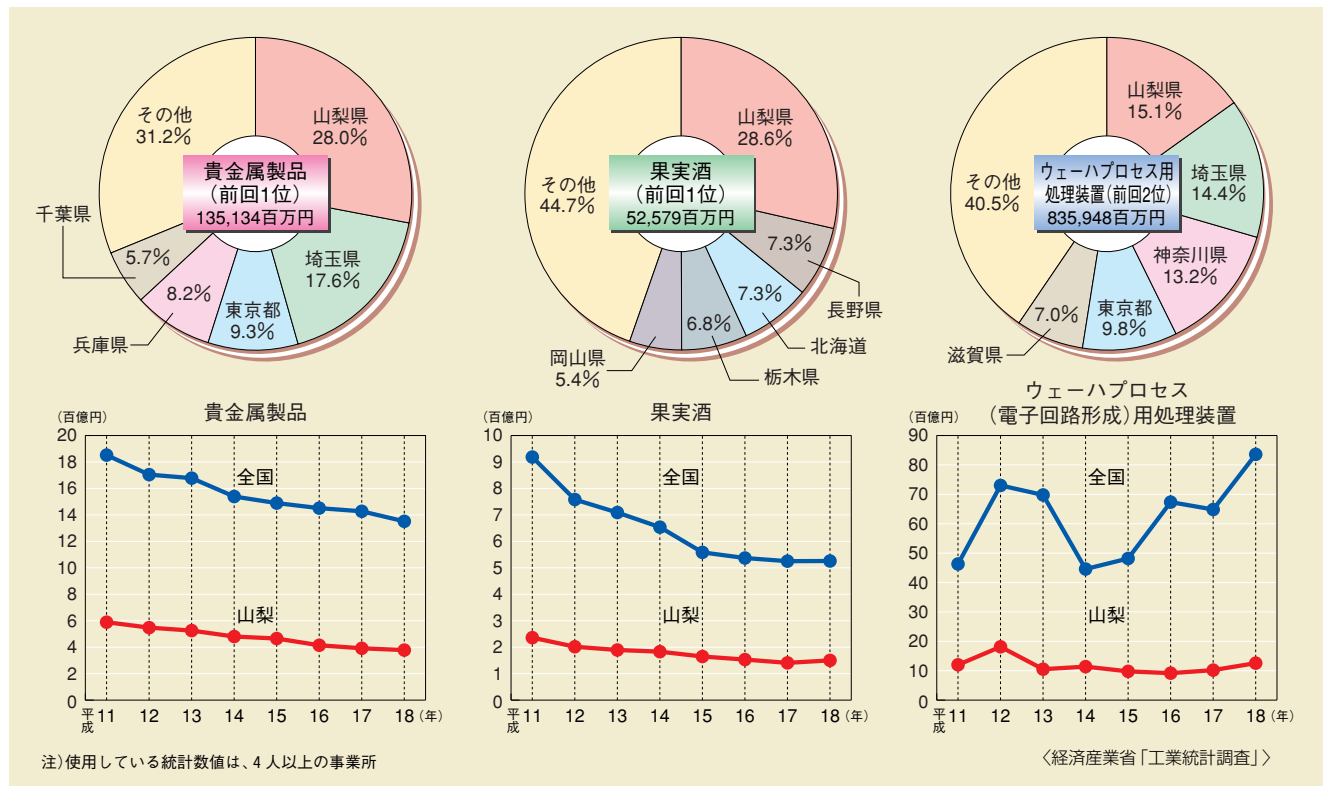 その他
31.2%
山梨県
28.0%
貴金属製品
(前回1位)
135,134百万円
千葉県
5.7%
埼玉県
17.6%
8.2%
東京都
9.3%
兵庫県
その他
44.7%
山梨県
28.6%
果実酒
(前回1位)
52,579百万円
7.3%
7.3%
長野県
6.8%
北海道
岡山県
5.4%
栃木県
山梨県
15.1%
その他
40.5%
ウェーハプロセス用
処理装置(前回2位)
835,948百万円
埼玉県
14.4%
神奈川県
13.2%
7.0%
東京都
9.8%
滋賀県
貴金属製品
(百億円)
20
18
16
14
12
10
8
6
4
2
0
全国
山梨
平成 11 12 13 14 15 16 17 18 (年)
果実酒
(百億円)
10
9
8
7
6
5
4
3
2
1
0
全国
山梨
平成 11 12 13 14 15 16 17 18 (年)
ウェーハプロセス
(電子回路形成)用処理装置
(百億円)
90
80
70
60
50
40
30
20
10
0
全国
山梨
平成 11 12 13 14 15 16 17 18 (年)
注)使用している統計数値は、4人以上の事業所
〈経済産業省「工業統計調査」〉